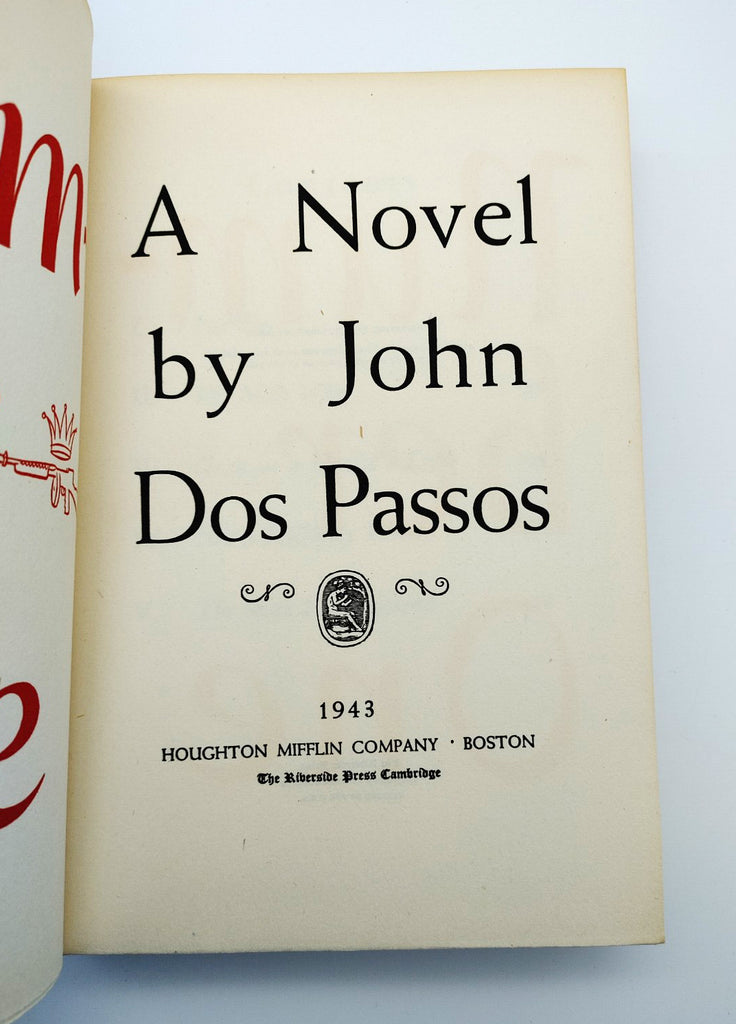 m-
e
A Novel
by John
Dos Passos
1943
HOUGHTON MIFFLIN COMPANY · BOSTON
The Riverside Press Cambridge